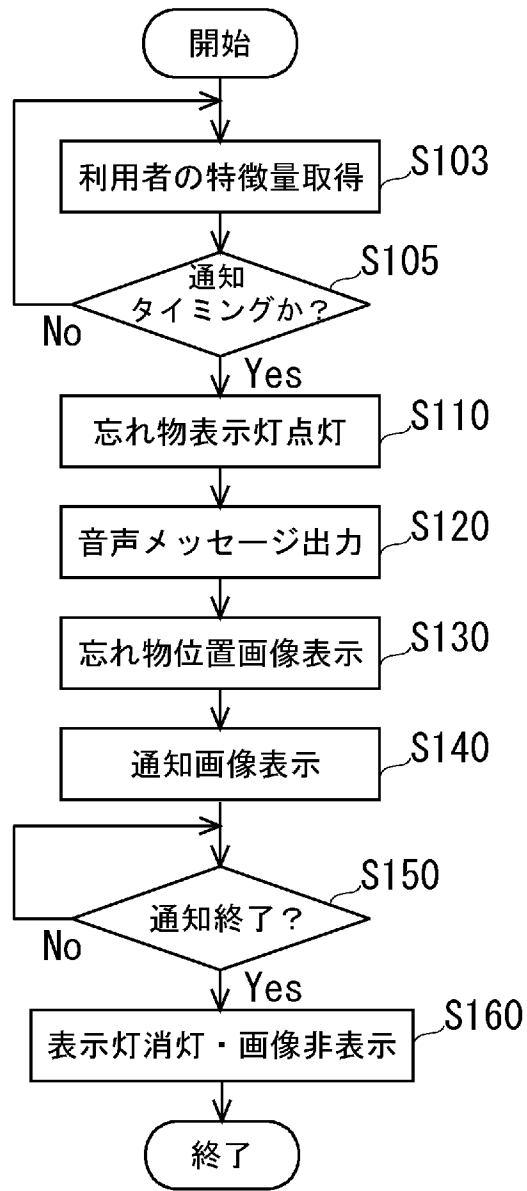 開始
利用者の特徴量取得
S103
通知
タイミングか？
S105
No
Yes
忘れ物表示灯点灯
S110
音声メッセージ出力
S120
忘れ物位置画像表示
S130
通知画像表示
S140
通知終了？
S150
No
Yes
表示灯消灯・画像非表示
S160
終了